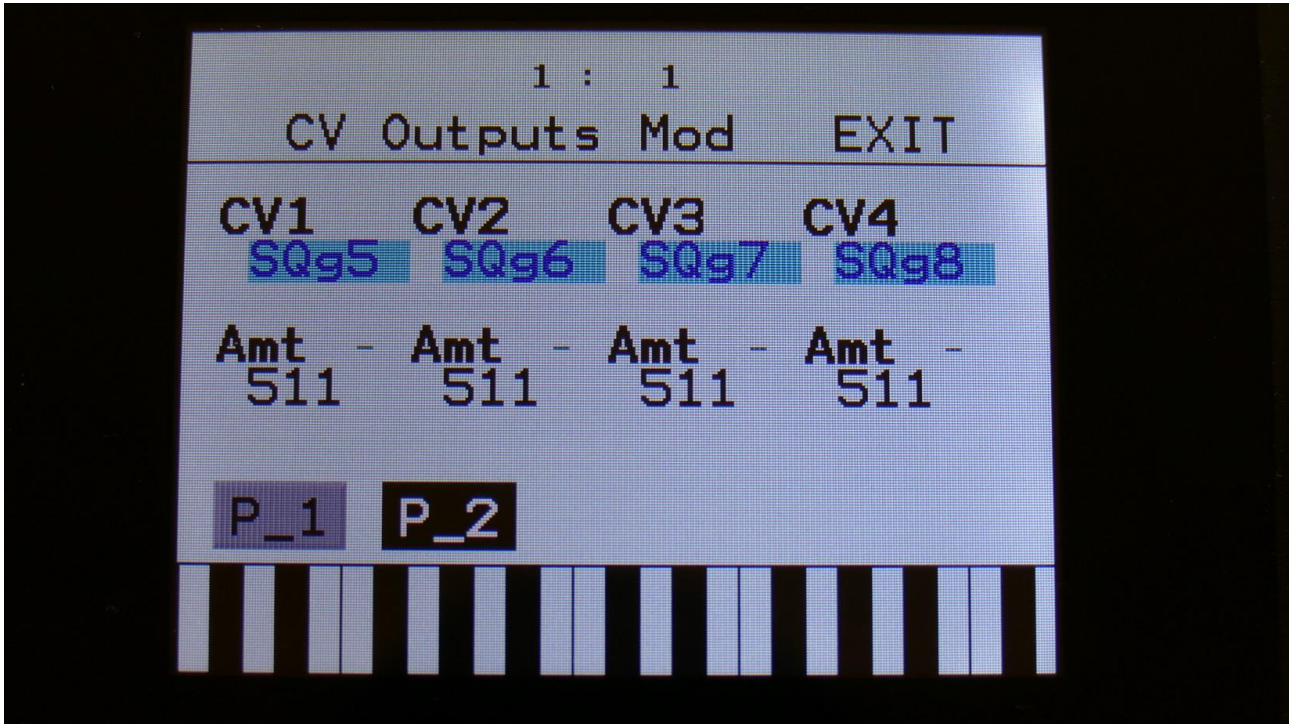 1 : 1
CV Outputs Mod EXIT
CV1 CV2 CV3 CV4
SQg5 SQg6 SQg7 SQg8
Amt - Amt - Amt - Amt -
511 511 511 511
P_1 P_2